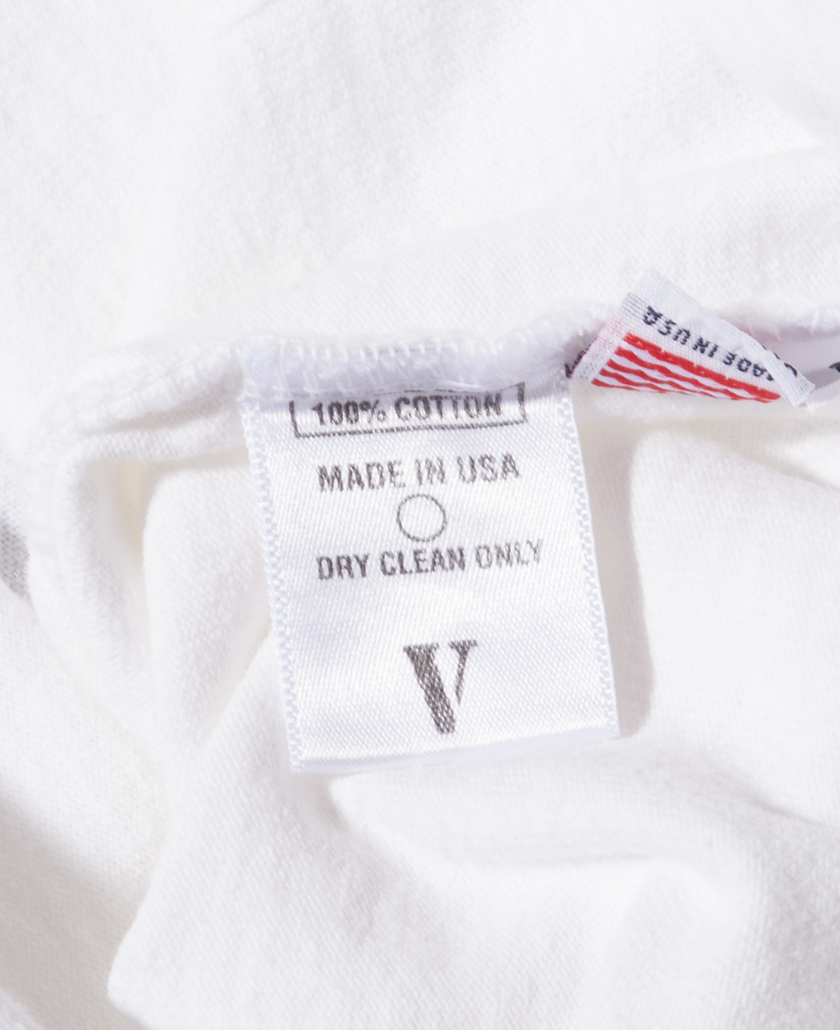 100% COTTON
MADE IN USA
DRY CLEAN ONLY
V
MADE IN USA